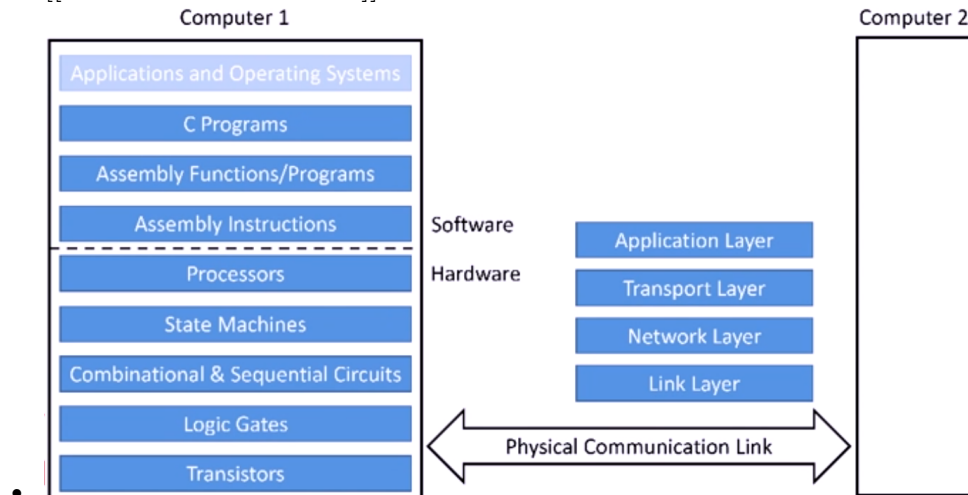 Computer 1
Computer 2
Applications and Operating Systems
C Programs
Assembly Functions/Programs
Assembly Instructions
Software
Processors
Hardware
State Machines
Combinational & Sequential Circuits
Logic Gates
Transistors
Application Layer
Transport Layer
Network Layer
Link Layer
Physical Communication Link